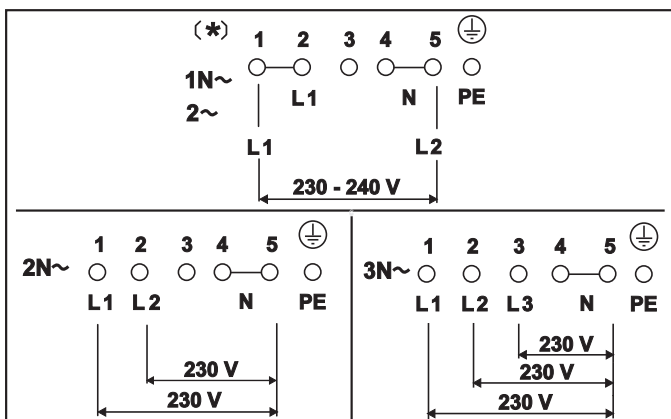 (*) 1 2 3 4 5
1N~ L1 N PE
2~
L1 L2
230 - 240 V
1 2 3 4 5
2N~
L1 L2 N PE
230 V
230 V
1 2 3 4 5
3N~
L1 L2 L3 N PE
230 V
230 V
230 V